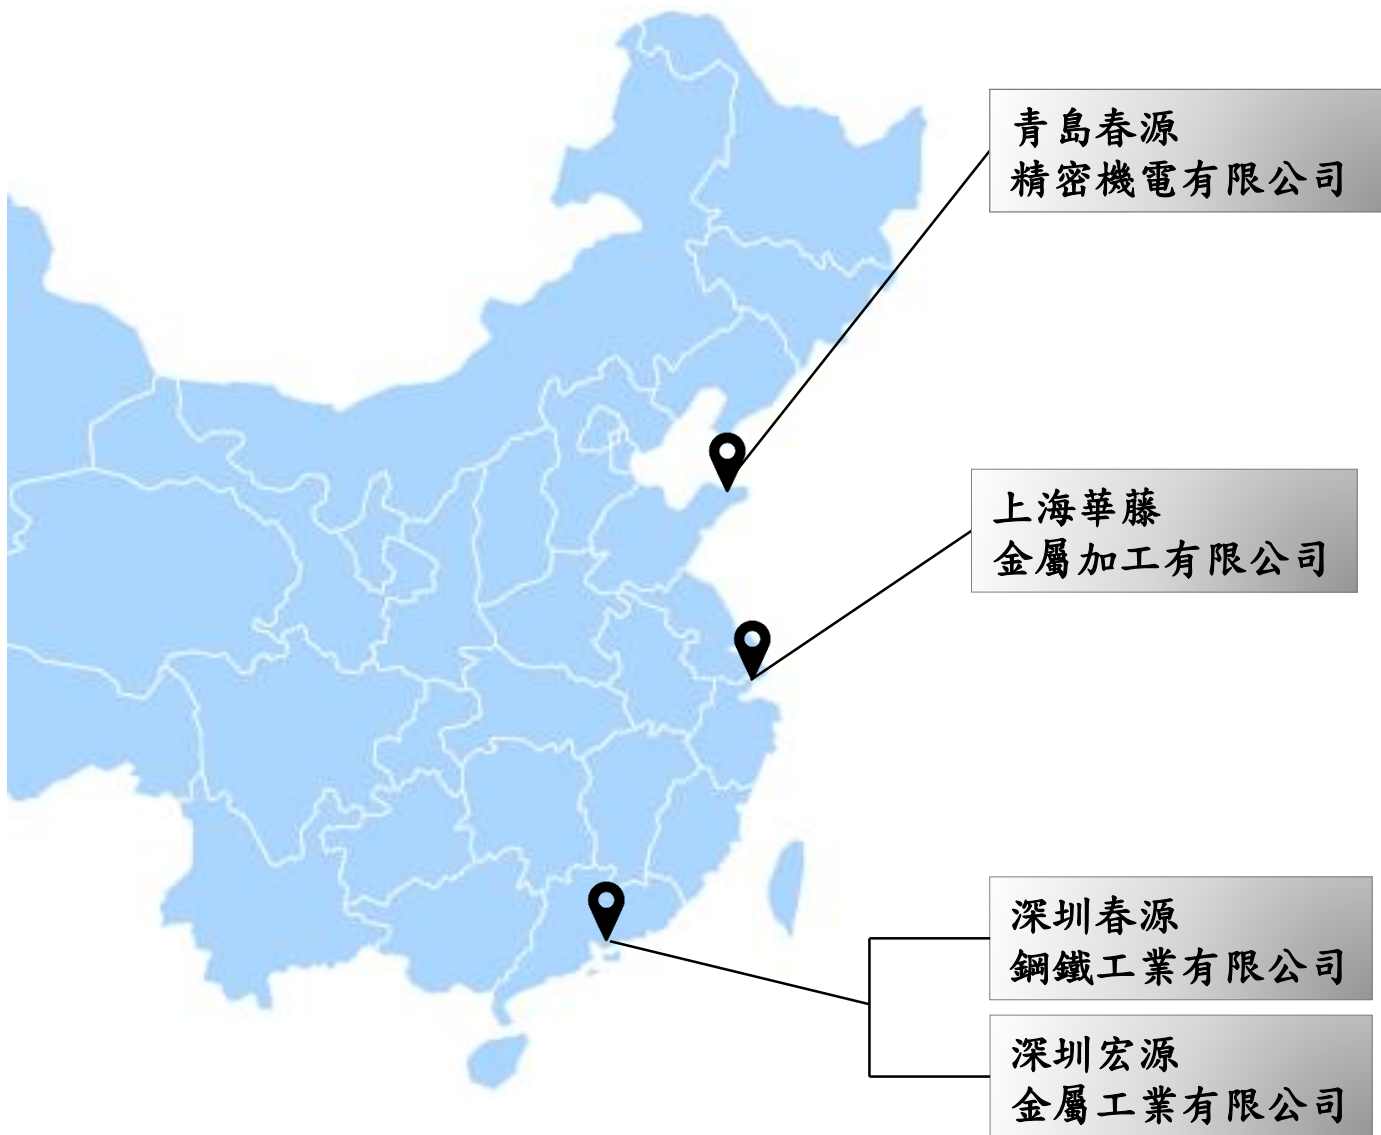 青島春源
精密機電有限公司
上海華藤
金屬加工有限公司
深圳春源
鋼鐵工業有限公司
深圳宏源
金屬工業有限公司